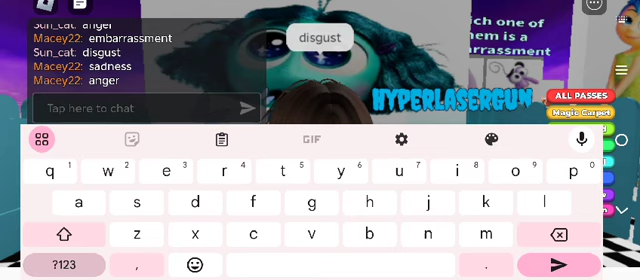 Sun_cat: anger
Macey22: embarrassment
Sun_cat: disgust
Macey22: sadness
Macey22: anger
Tap here to chat
disgust
ich one of
hem is a
arrassment
HYPERLASERGUN
ALL PASSES
Magic Carpet
GIF
q 1 w 2 e 3 r 4 t 5 y 6 u 7 i 8 o 9 p 0
a s d f g h j k l
z x c v b n m
?123 , .